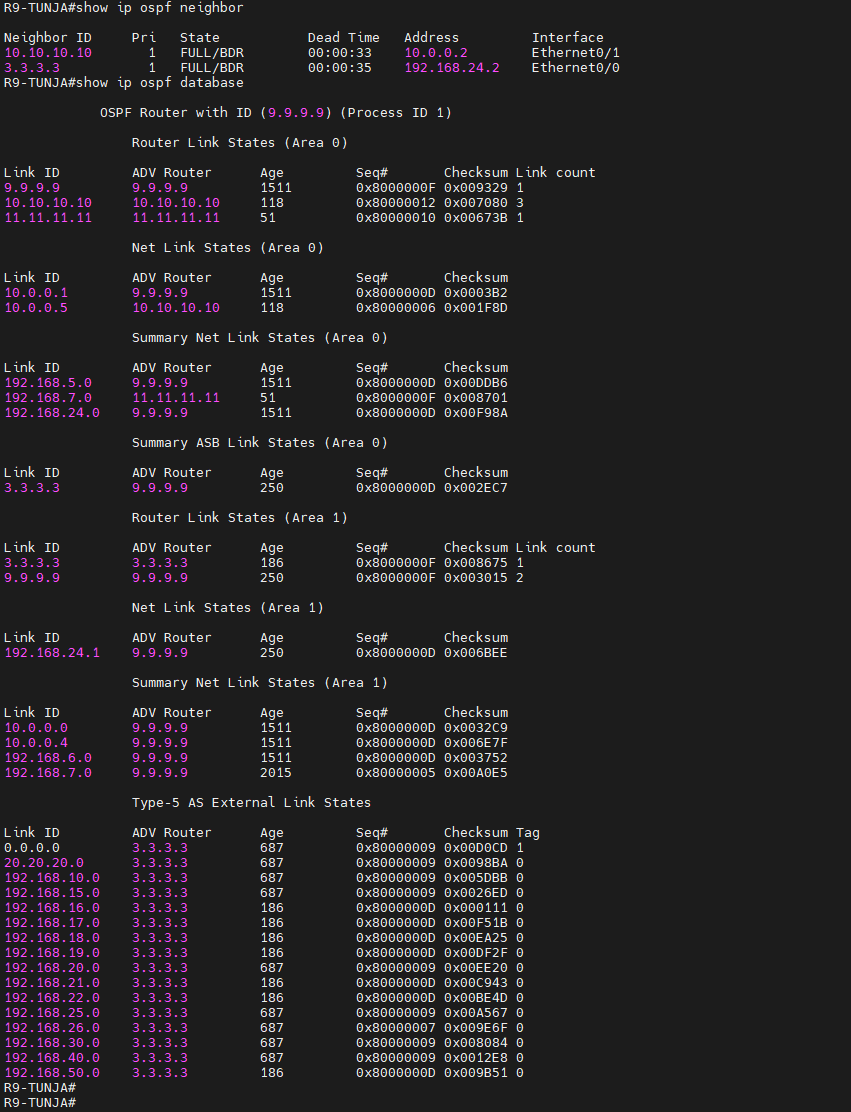 R9-TUNJA#show ip ospf neighbor
Neighbor ID     Pri   State           Dead Time   Address         Interface
10.10.10.10       1   FULL/BDR        00:00:33    10.0.0.2        Ethernet0/1
3.3.3.3           1   FULL/BDR        00:00:35    192.168.24.2    Ethernet0/0
R9-TUNJA#show ip ospf database
            OSPF Router with ID (9.9.9.9) (Process ID 1)
                Router Link States (Area 0)
Link ID         ADV Router      Age         Seq#       Checksum Link count
9.9.9.9         9.9.9.9         1511        0x8000000F 0x009329 1
10.10.10.10     10.10.10.10     118         0x80000012 0x007080 3
11.11.11.11     11.11.11.11     51          0x80000010 0x00673B 1
                Net Link States (Area 0)
Link ID         ADV Router      Age         Seq#       Checksum
10.0.0.1        9.9.9.9         1511        0x8000000D 0x0003B2
10.0.0.5        10.10.10.10     118         0x80000006 0x001F8D
                Summary Net Link States (Area 0)
Link ID         ADV Router      Age         Seq#       Checksum
192.168.5.0     9.9.9.9         1511        0x8000000D 0x00DDB6
192.168.7.0     11.11.11.11     51          0x8000000F 0x008701
192.168.24.0    9.9.9.9         1511        0x8000000D 0x00F98A
                Summary ASB Link States (Area 0)
Link ID         ADV Router      Age         Seq#       Checksum
3.3.3.3         9.9.9.9         250         0x8000000D 0x002EC7
                Router Link States (Area 1)
Link ID         ADV Router      Age         Seq#       Checksum Link count
3.3.3.3         3.3.3.3         186         0x8000000F 0x008675 1
9.9.9.9         9.9.9.9         250         0x8000000F 0x003015 2
                Net Link States (Area 1)
Link ID         ADV Router      Age         Seq#       Checksum
192.168.24.1    9.9.9.9         250         0x8000000D 0x006BEE
                Summary Net Link States (Area 1)
Link ID         ADV Router      Age         Seq#       Checksum
10.0.0.0        9.9.9.9         1511        0x8000000D 0x0032C9
10.0.0.4        9.9.9.9         1511        0x8000000D 0x006E7F
192.168.6.0     9.9.9.9         1511        0x8000000D 0x003752
192.168.7.0     9.9.9.9         2015        0x80000005 0x00A0E5
                Type-5 AS External Link States
Link ID         ADV Router      Age         Seq#       Checksum Tag
0.0.0.0         3.3.3.3         687         0x80000009 0x00D0CD 1
20.20.20.0      3.3.3.3         687         0x80000009 0x0098BA 0
192.168.10.0    3.3.3.3         687         0x80000009 0x005DBB 0
192.168.15.0    3.3.3.3         687         0x80000009 0x0026ED 0
192.168.16.0    3.3.3.3         186         0x8000000D 0x000111 0
192.168.17.0    3.3.3.3         186         0x8000000D 0x00F51B 0
192.168.18.0    3.3.3.3         186         0x8000000D 0x00EA25 0
192.168.19.0    3.3.3.3         186         0x8000000D 0x00DF2F 0
192.168.20.0    3.3.3.3         687         0x80000009 0x00EE20 0
192.168.21.0    3.3.3.3         186         0x8000000D 0x00C943 0
192.168.22.0    3.3.3.3         186         0x8000000D 0x00BE4D 0
192.168.25.0    3.3.3.3         687         0x80000009 0x00A567 0
192.168.26.0    3.3.3.3         687         0x80000007 0x009E6F 0
192.168.30.0    3.3.3.3         687         0x80000009 0x008084 0
192.168.40.0    3.3.3.3         687         0x80000009 0x0012E8 0
192.168.50.0    3.3.3.3         186         0x8000000D 0x009B51 0
R9-TUNJA#
R9-TUNJA#